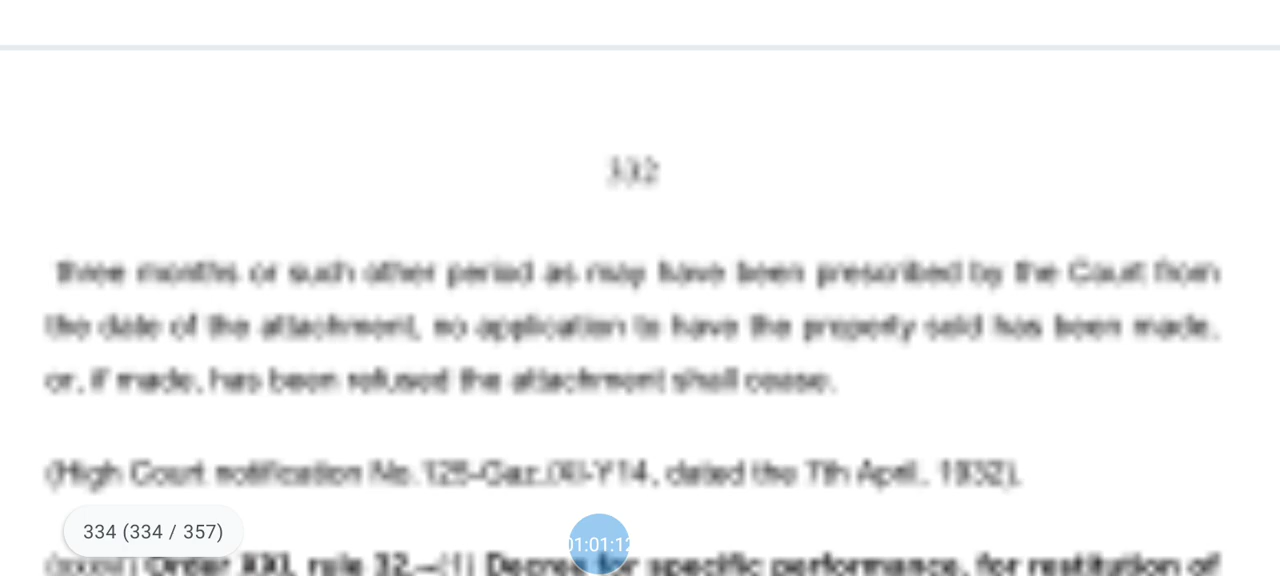 332
three months or such other period as may have been prescribed by the Court from
the date of the attachment, no application to have the property sold has been made,
or, if made, has been refused the attachment shall cease.
(High Court notification No. 125-Gaz./XI-Y14, dated the 7th April, 1932).
334 (334 / 357)
01:01:12
Order XXI, rule 32.—(1) Decree for specific performance, for restitution of